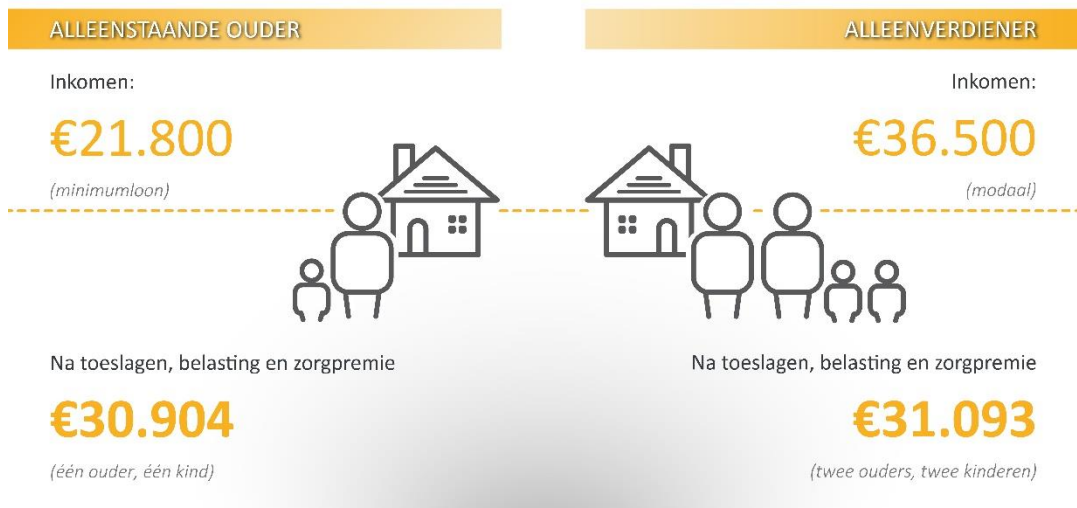 ALLEENSTAANDE OUDER
Inkomen:
€21.800
(minimumloon)
Na toeslagen, belasting en zorgpremie
€30.904
(één ouder, één kind)
ALLEENVERDIENER
Inkomen:
€36.500
(modaal)
Na toeslagen, belasting en zorgpremie
€31.093
(twee ouders, twee kinderen)